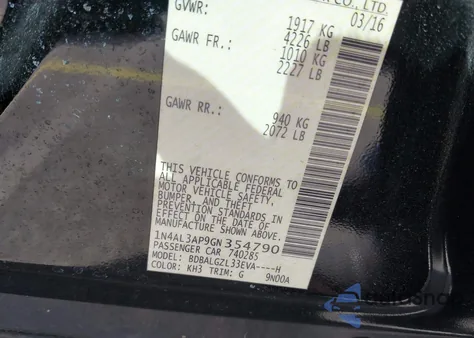 CO., LTD.
03/16
GVWR: 1917 KG
4226 LB
GAWR FR.: 1010 KG
2227 LB
GAWR RR.: 940 KG
2072 LB
THIS VEHICLE CONFORMS TO
ALL APPLICABLE FEDERAL
MOTOR VEHICLE SAFETY,
BUMPER, AND THEFT
PREVENTION STANDARDS
IN EFFECT ON THE DATE OF
MANUFACTURE SHOWN ABOVE.
1N4AL3AP9GN354790
PASSENGER CAR 740285
MODEL: BDBALGZL33EVA----H
COLOR: KH3 TRIM: G 9N00A